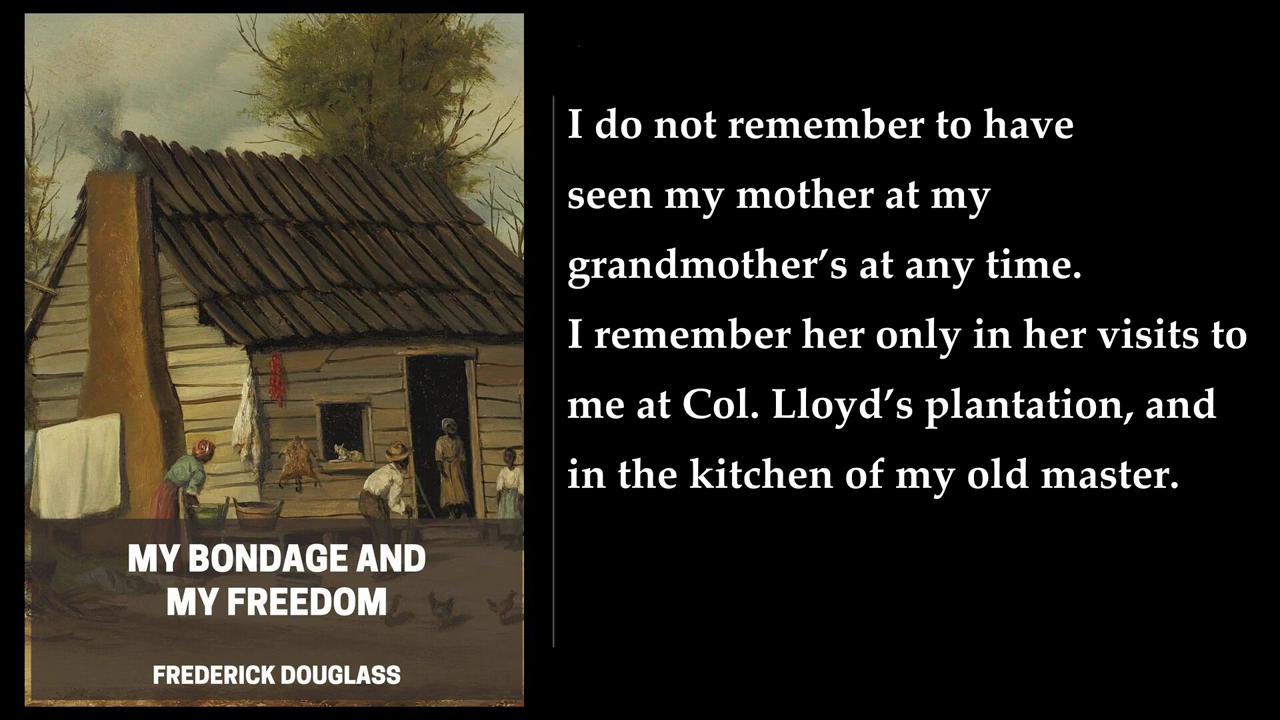 MY BONDAGE AND
MY FREEDOM
FREDERICK DOUGLASS
I do not remember to have
seen my mother at my
grandmother’s at any time.
I remember her only in her visits to
me at Col. Lloyd’s plantation, and
in the kitchen of my old master.